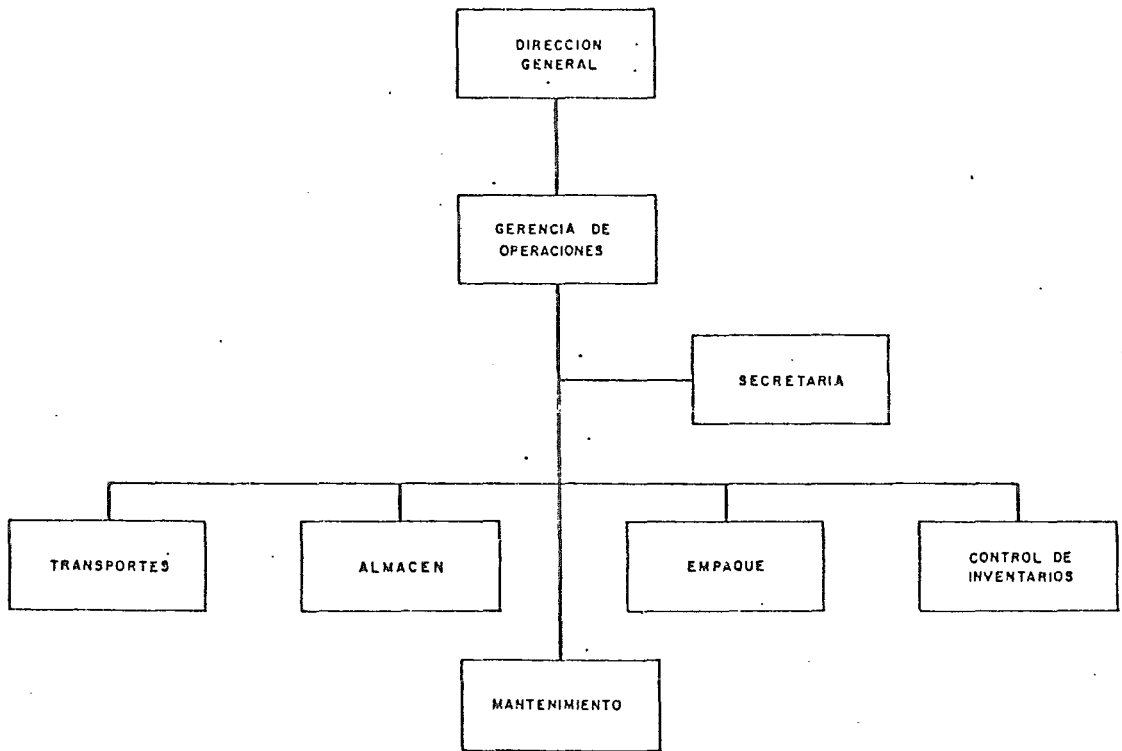 DIRECCION
GENERAL
GERENCIA DE
OPERACIONES
SECRETARIA
TRANSPORTES
ALMACEN
EMPAQUE
CONTROL DE
INVENTARIOS
MANTENIMIENTO